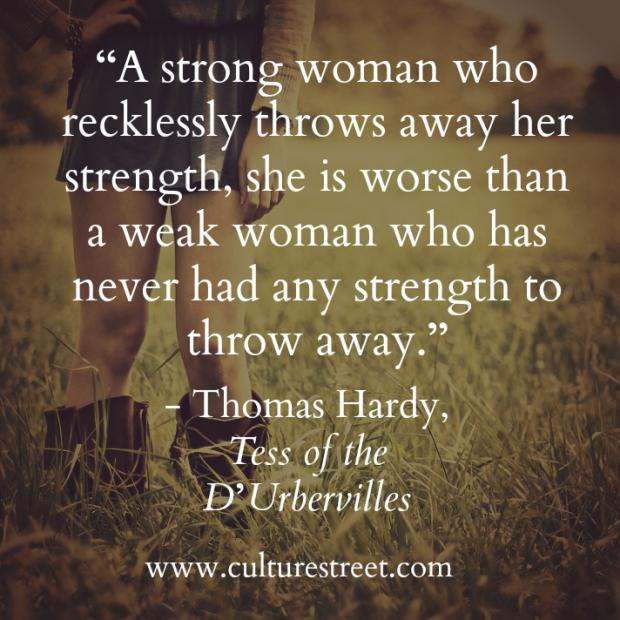 “A strong woman who
recklessly throws away her
strength, she is worse than
a weak woman who has
never had any strength to
throw away.”
- Thomas Hardy,
Tess of the
D’Urbervilles
www.culturestreet.com